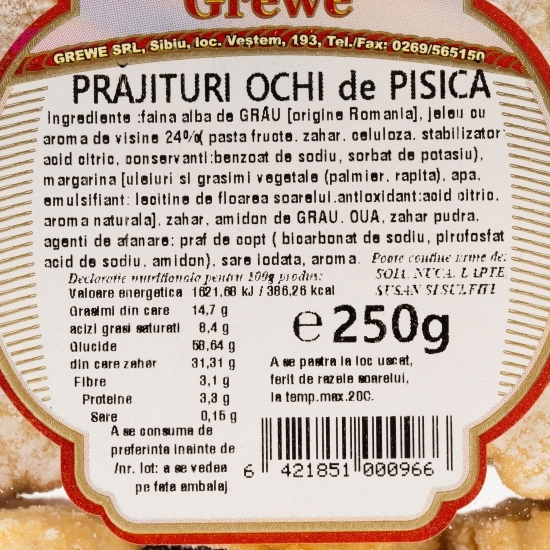 Grewe
GREWE SRL, Sibiu, loc. Veștem, 193, Tel./Fax: 0269/565150
PRĂJITURI OCHI de PISICA
Ingrediente :faina alba de GRÂU [origine Romania], jeleu cu
aroma de visine 24%( pasta fructe, zahar, celuloza, stabilizator:
acid citric, conservanti:benzoat de sodiu, sorbat de potasiu),
margarina [uleiuri si grasimi vegetale (palmier, rapita), apa,
emulsifiant: lecitine de floarea soarelui,antioxidant:acid citric,
aroma naturala], zahar, amidon de GRAU, OUA, zahar pudra,
agenti de afanare: praf de copt ( bicarbonat de sodiu, pirofosfat
acid de sodiu, amidon), sare iodata, aroma. Poate contine urme de:
SOIA, NUCA, LAPTE,
SUSAN SI SULFITI
Declaratie nutritionala pentru 100g produs:
Valoare energetica 1621,68 kJ / 386,26 kcal
Grasimi din care 14,7 g
acizi grasi saturati 8,4 g
Glucide 58,64 g
din care zahar 31,31 g
Fibre 3,1 g
Proteine 3,3 g
Sare 0,15 g
℮250g
A se pastra la loc uscat,
ferit de razele soarelui,
la temp.max.20C.
A se consuma de
preferinta inainte de
/nr. lot: a se vedea
pe fata ambalaj
6 421851 000966